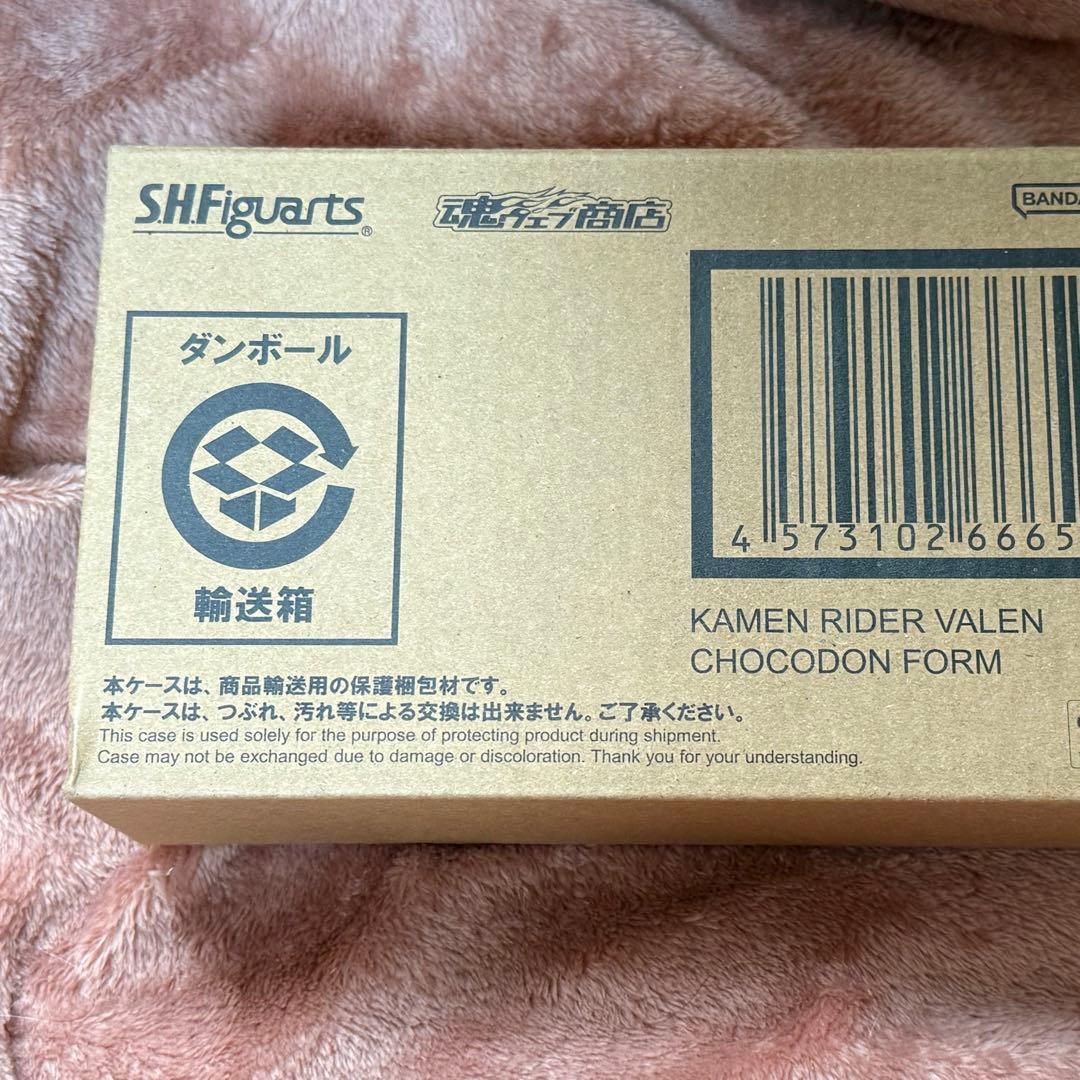 S.H.Figuarts®
魂ウェブ商店
BANDA
ダンボール
輸送箱
4 573102 6665
KAMEN RIDER VALEN
CHOCODON FORM
本ケースは、商品輸送用の保護梱包材です。
本ケースは、つぶれ、汚れ等による交換は出来ません。ご了承ください。
This case is used solely for the purpose of protecting product during shipment.
Case may not be exchanged due to damage or discoloration. Thank you for your understanding.